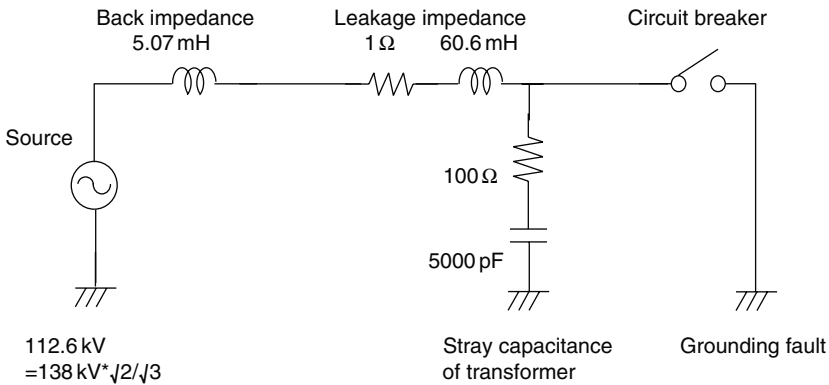 Back impedance
5.07 mH
Leakage impedance
1 Ω
60.6 mH
Circuit breaker
Source
100 Ω
5000 pF
112.6 kV
=138 kV*√2/√3
Stray capacitance
of transformer
Grounding fault